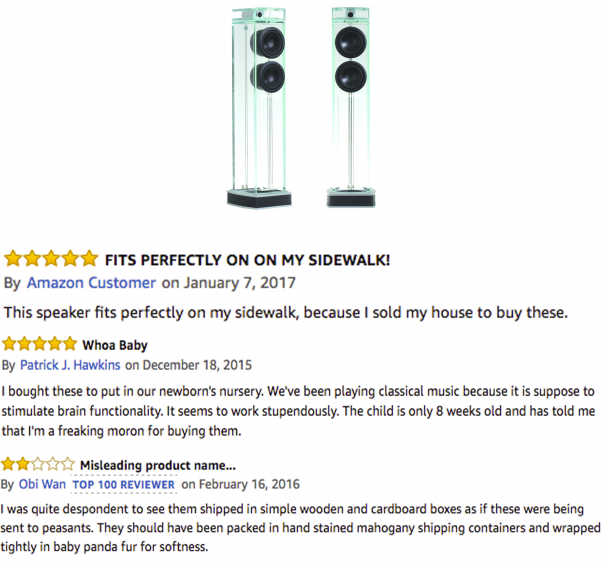 FITS PERFECTLY ON ON MY SIDEWALK!
By Amazon Customer on January 7, 2017
This speaker fits perfectly on my sidewalk, because I sold my house to buy these.
Whoa Baby
By Patrick J. Hawkins on December 18, 2015
I bought these to put in our newborn's nursery. We've been playing classical music because it is suppose to
stimulate brain functionality. It seems to work stupendously. The child is only 8 weeks old and has told me
that I'm a freaking moron for buying them.
Misleading product name...
By Obi Wan TOP 100 REVIEWER on February 16, 2016
I was quite despondent to see them shipped in simple wooden and cardboard boxes as if these were being
sent to peasants. They should have been packed in hand stained mahogany shipping containers and wrapped
tightly in baby panda fur for softness.